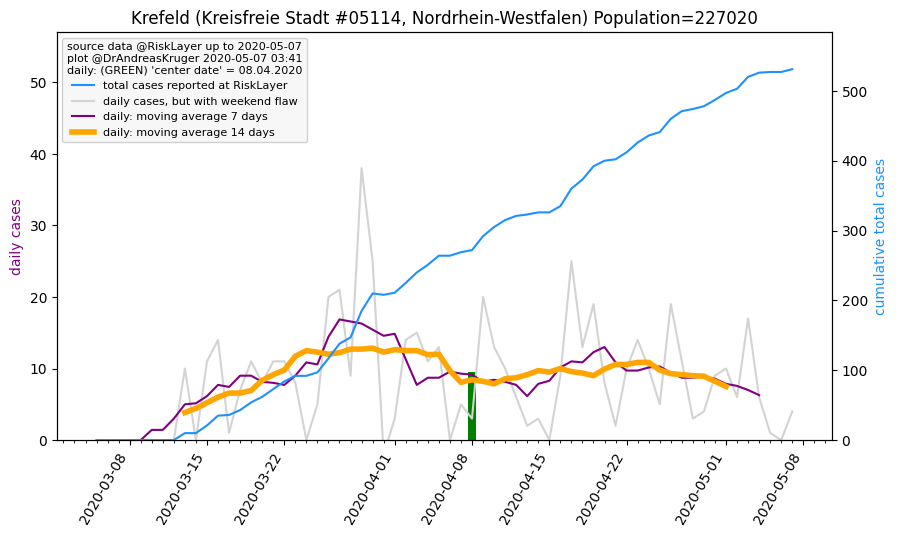 Krefeld (Kreisfreie Stadt #05114, Nordrhein-Westfalen) Population=227020
source data @RiskLayer up to 2020-05-07
plot @DrAndreasKruger 2020-05-07 03:41
daily: (GREEN) 'center date' = 08.04.2020
total cases reported at RiskLayer
daily cases, but with weekend flaw
daily: moving average 7 days
daily: moving average 14 days
daily cases
50
40
30
20
10
0
cumulative total cases
500
400
300
200
100
0
2020-03-08
2020-03-15
2020-03-22
2020-04-01
2020-04-08
2020-04-15
2020-04-22
2020-05-01
2020-05-08